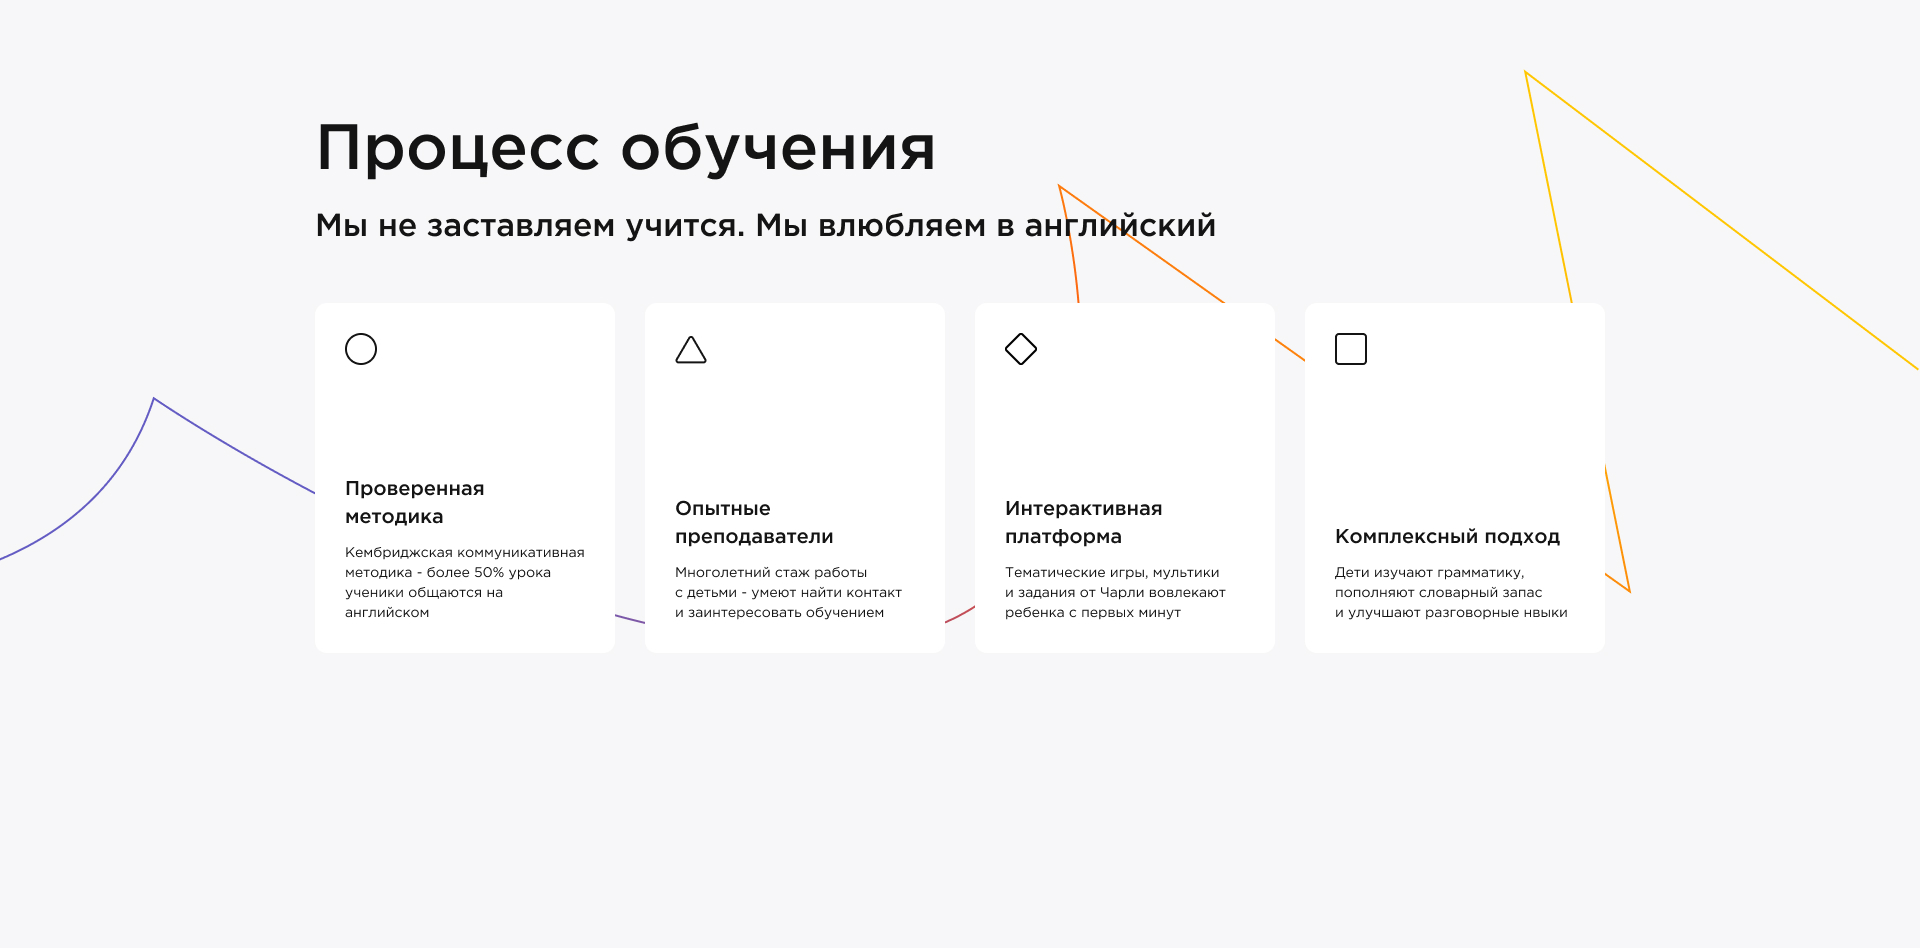 Процесс обучения
Мы не заставляем учится. Мы влюбляем в английский
Проверенная
методика
Кембриджская коммуникативная
методика - более 50% урока
ученики общаются на
английском
Опытные
преподаватели
Многолетний стаж работы
с детьми - умеют найти контакт
и заинтересовать обучением
Интерактивная
платформа
Тематические игры, мультики
и задания от Чарли вовлекают
ребенка с первых минут
Комплексный подход
Дети изучают грамматику,
пополняют словарный запас
и улучшают разговорные нвыки